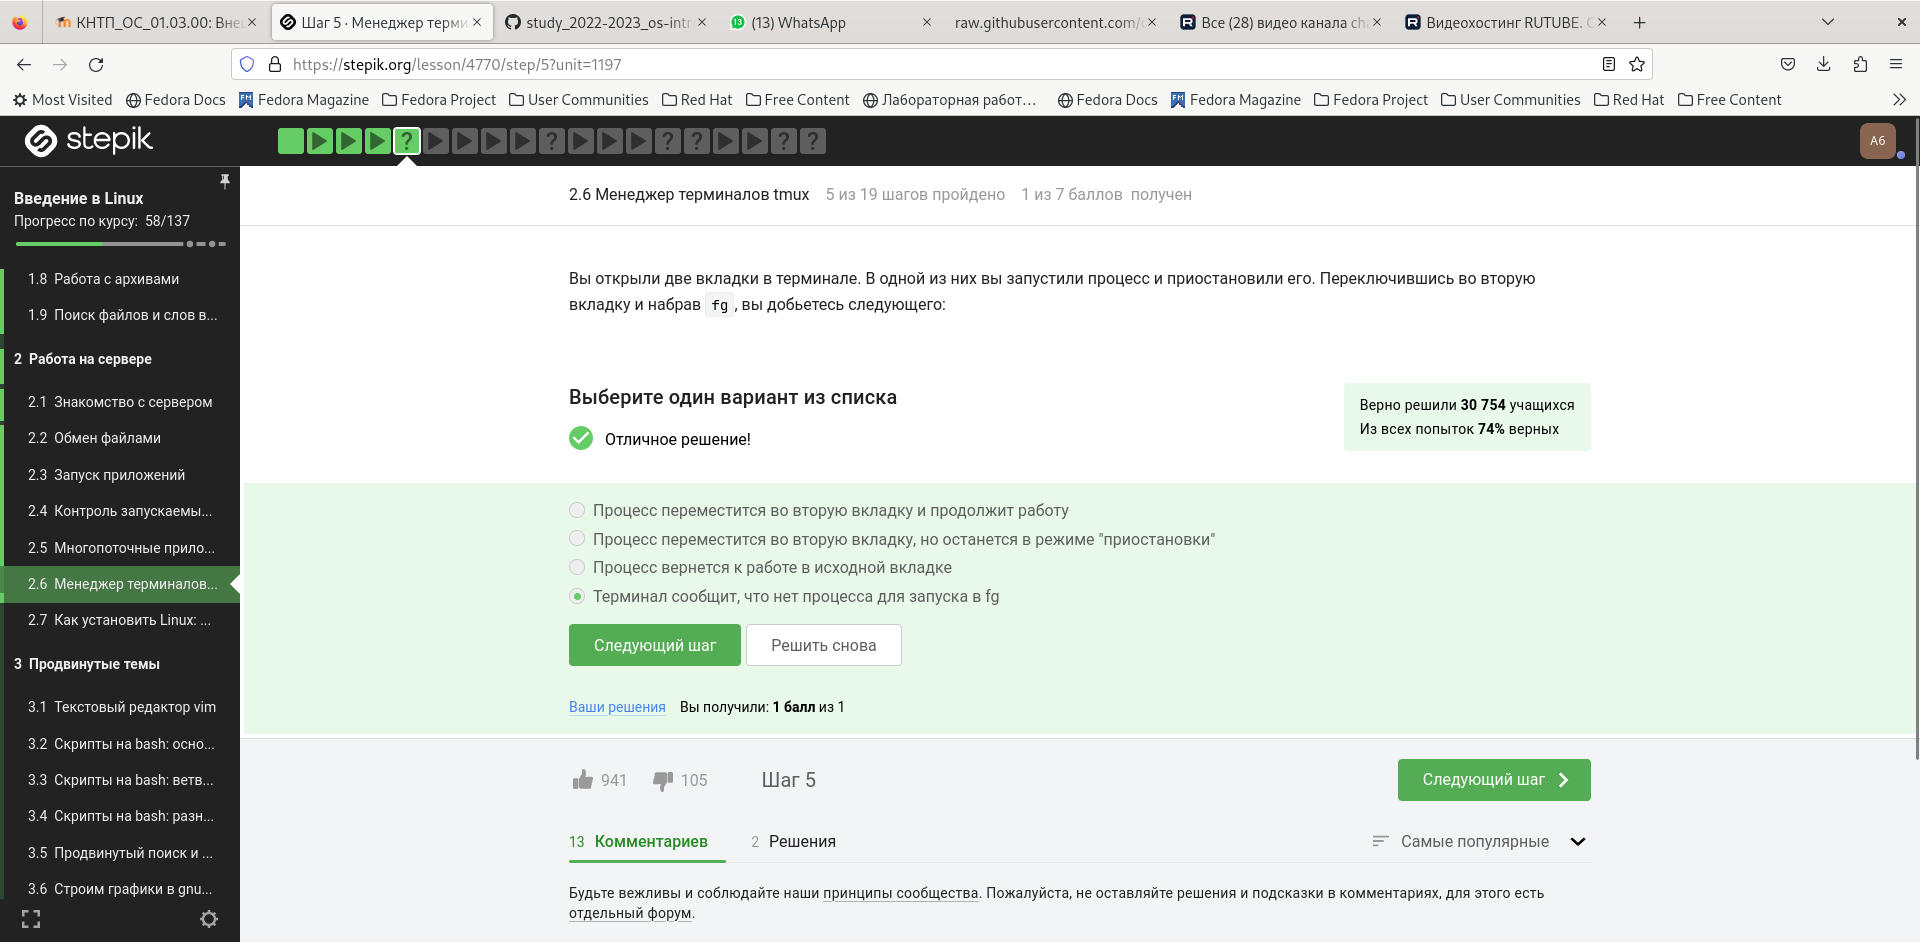 КНТП_ОС_01.03.00: Вне
Шаг 5 · Менеджер терми
study_2022-2023_os-intr
(13) WhatsApp
raw.githubusercontent.com/
Все (28) видео канала cha
Видеохостинг RUTUBE. С
https://stepik.org/lesson/4770/step/5?unit=1197
Most Visited Fedora Docs Fedora Magazine Fedora Project User Communities Red Hat Free Content Лабораторная работ... Fedora Docs Fedora Magazine Fedora Project User Communities Red Hat Free Content
stepik
A6
Введение в Linux
Прогресс по курсу: 58/137
1.8 Работа с архивами
1.9 Поиск файлов и слов в...
2 Работа на сервере
2.1 Знакомство с сервером
2.2 Обмен файлами
2.3 Запуск приложений
2.4 Контроль запускаемы...
2.5 Многопоточные прило...
2.6 Менеджер терминалов...
2.7 Как установить Linux: ...
3 Продвинутые темы
3.1 Текстовый редактор vim
3.2 Скрипты на bash: осно...
3.3 Скрипты на bash: ветв...
3.4 Скрипты на bash: разн...
3.5 Продвинутый поиск и ...
3.6 Строим графики в gnu...
2.6 Менеджер терминалов tmux 5 из 19 шагов пройдено 1 из 7 баллов получен
Вы открыли две вкладки в терминале. В одной из них вы запустили процесс и приостановили его. Переключившись во вторую
вкладку и набрав fg , вы добьетесь следующего:
Выберите один вариант из списка
Отличное решение!
Верно решили 30 754 учащихся
Из всех попыток 74% верных
Процесс переместится во вторую вкладку и продолжит работу
Процесс переместится во вторую вкладку, но останется в режиме "приостановки"
Процесс вернется к работе в исходной вкладке
Терминал сообщит, что нет процесса для запуска в fg
Следующий шаг Решить снова
Ваши решения Вы получили: 1 балл из 1
941 105 Шаг 5 Следующий шаг
13 Комментариев 2 Решения Самые популярные
Будьте вежливы и соблюдайте наши принципы сообщества. Пожалуйста, не оставляйте решения и подсказки в комментариях, для этого есть
отдельный форум.